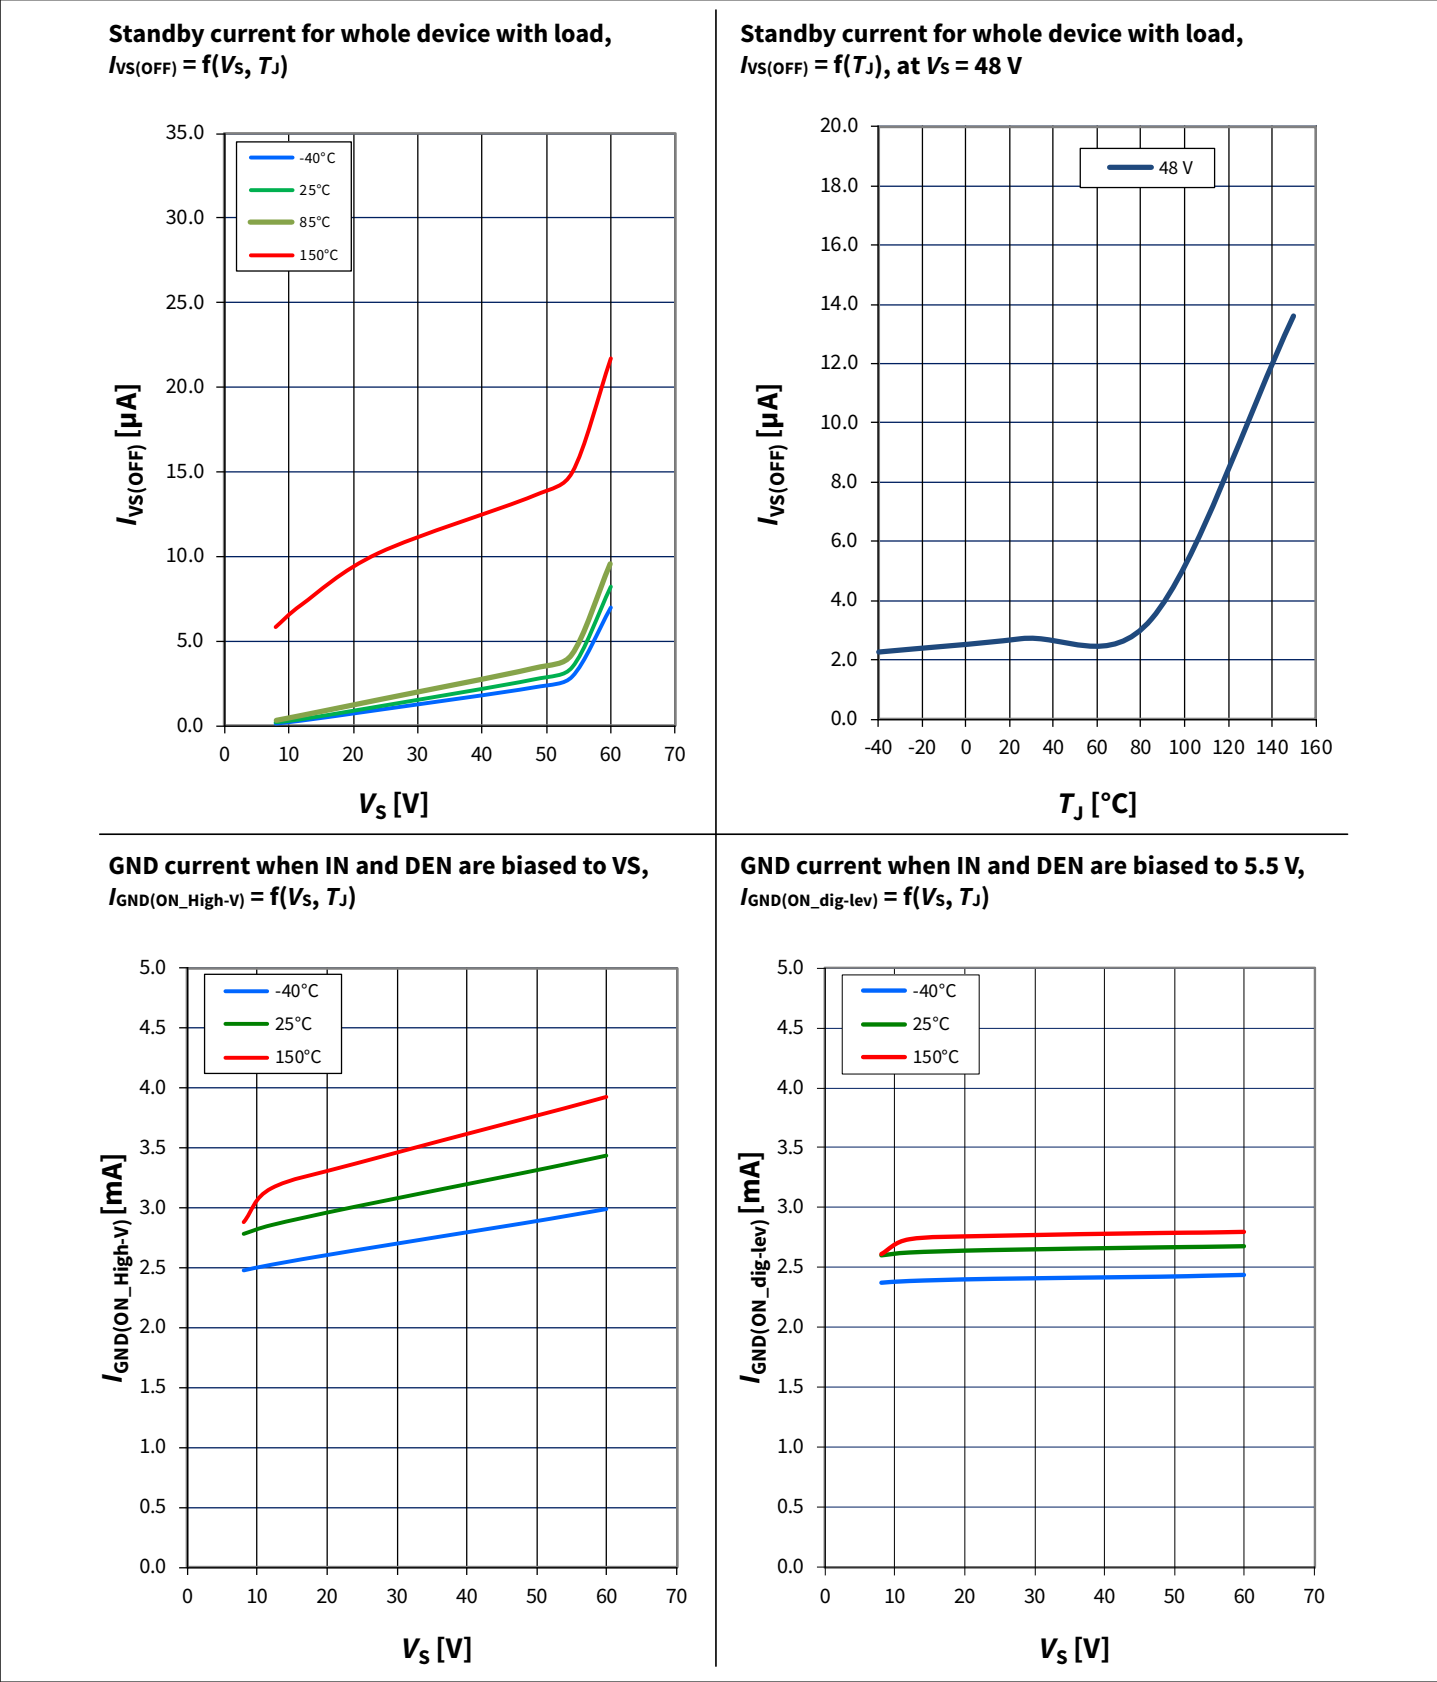 Standby current for whole device with load,
IVS(OFF) = f(VS, TJ)
35.0
30.0
25.0
20.0
15.0
10.0
5.0
0.0
-40°C
25°C
85°C
150°C
IVS(OFF) [µA]
0 10 20 30 40 50 60 70
VS [V]
Standby current for whole device with load,
IVS(OFF) = f(TJ), at VS = 48 V
20.0
18.0
16.0
14.0
12.0
10.0
8.0
6.0
4.0
2.0
0.0
48 V
IVS(OFF) [µA]
-40 -20 0 20 40 60 80 100 120 140 160
TJ [°C]
GND current when IN and DEN are biased to VS,
IGND(ON_High-V) = f(VS, TJ)
5.0
4.5
4.0
3.5
3.0
2.5
2.0
1.5
1.0
0.5
0.0
-40°C
25°C
150°C
IGND(ON_High-V) [mA]
0 10 20 30 40 50 60 70
VS [V]
GND current when IN and DEN are biased to 5.5 V,
IGND(ON_dig-lev) = f(VS, TJ)
5.0
4.5
4.0
3.5
3.0
2.5
2.0
1.5
1.0
0.5
0.0
-40°C
25°C
150°C
IGND(ON_dig-lev) [mA]
0 10 20 30 40 50 60 70
VS [V]